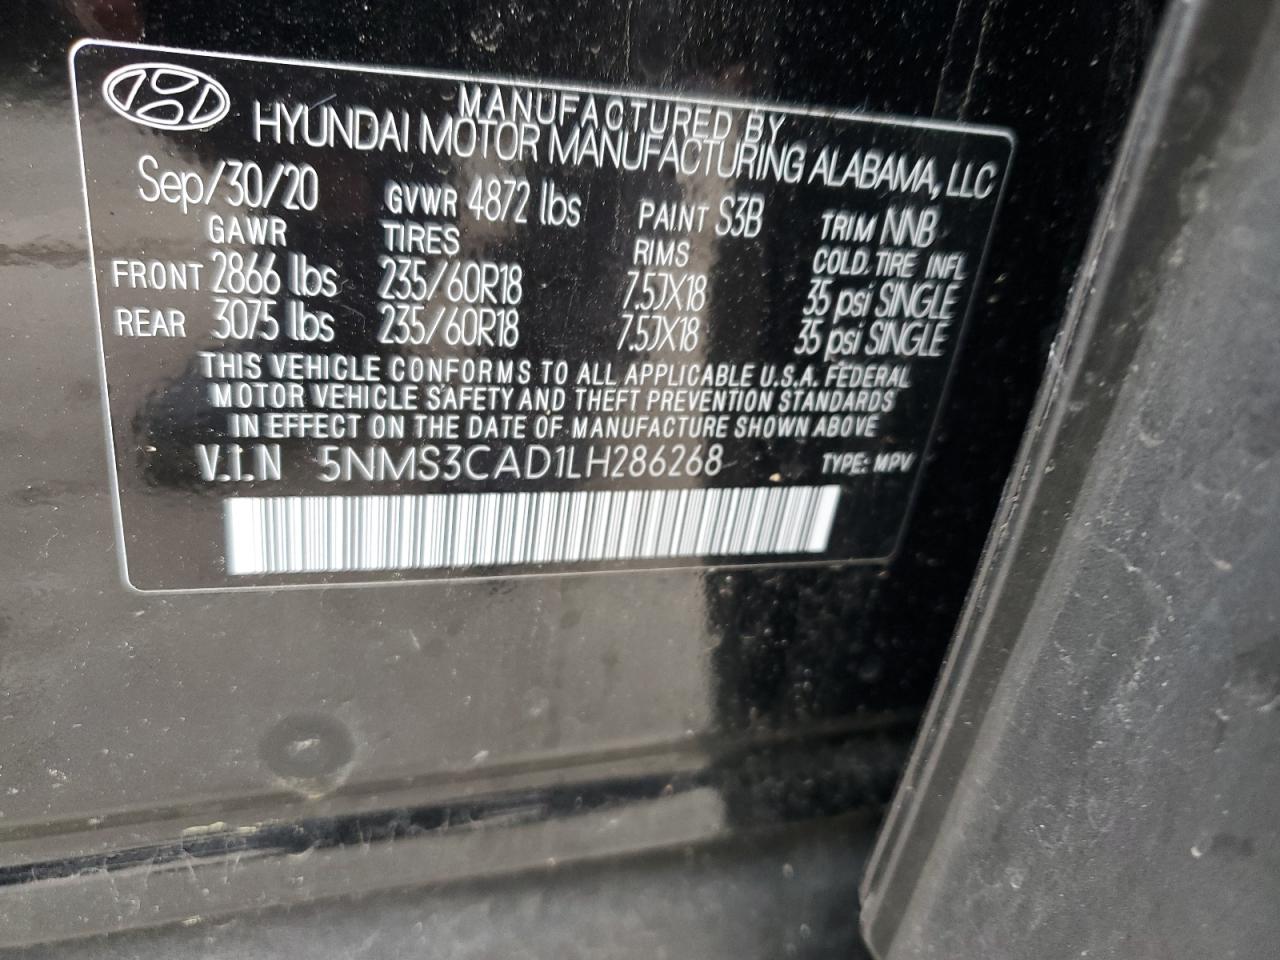 MANUFACTURED BY
HYUNDAI MOTOR MANUFACTURING ALABAMA, LLC
Sep/30/20 GVWR 4872 lbs PAINT S3B TRIM NNB
GAWR TIRES RIMS COLD. TIRE INFL
FRONT 2866 lbs 235/60R18 7.5JX18 35 psi SINGLE
REAR 3075 lbs 235/60R18 7.5JX18 35 psi SINGLE
THIS VEHICLE CONFORMS TO ALL APPLICABLE U.S.A. FEDERAL
MOTOR VEHICLE SAFETY AND THEFT PREVENTION STANDARDS
IN EFFECT ON THE DATE OF MANUFACTURE SHOWN ABOVE
V.I.N 5NMS3CAD1LH286268 TYPE: MPV